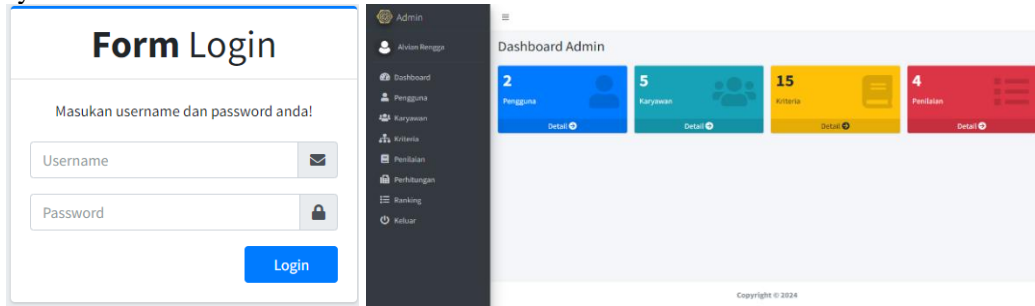 Form Login
Masukan username dan password anda!
Username
Password
Login
Admin
Alvian Rengga
Dashboard
Pengguna
Karyawan
Kriteria
Penilaian
Perhitungan
Ranking
Keluar
Dashboard Admin
2
Pengguna
Detail
5
Karyawan
Detail
15
Kriteria
Detail
4
Penilaian
Detail
Copyright © 2024